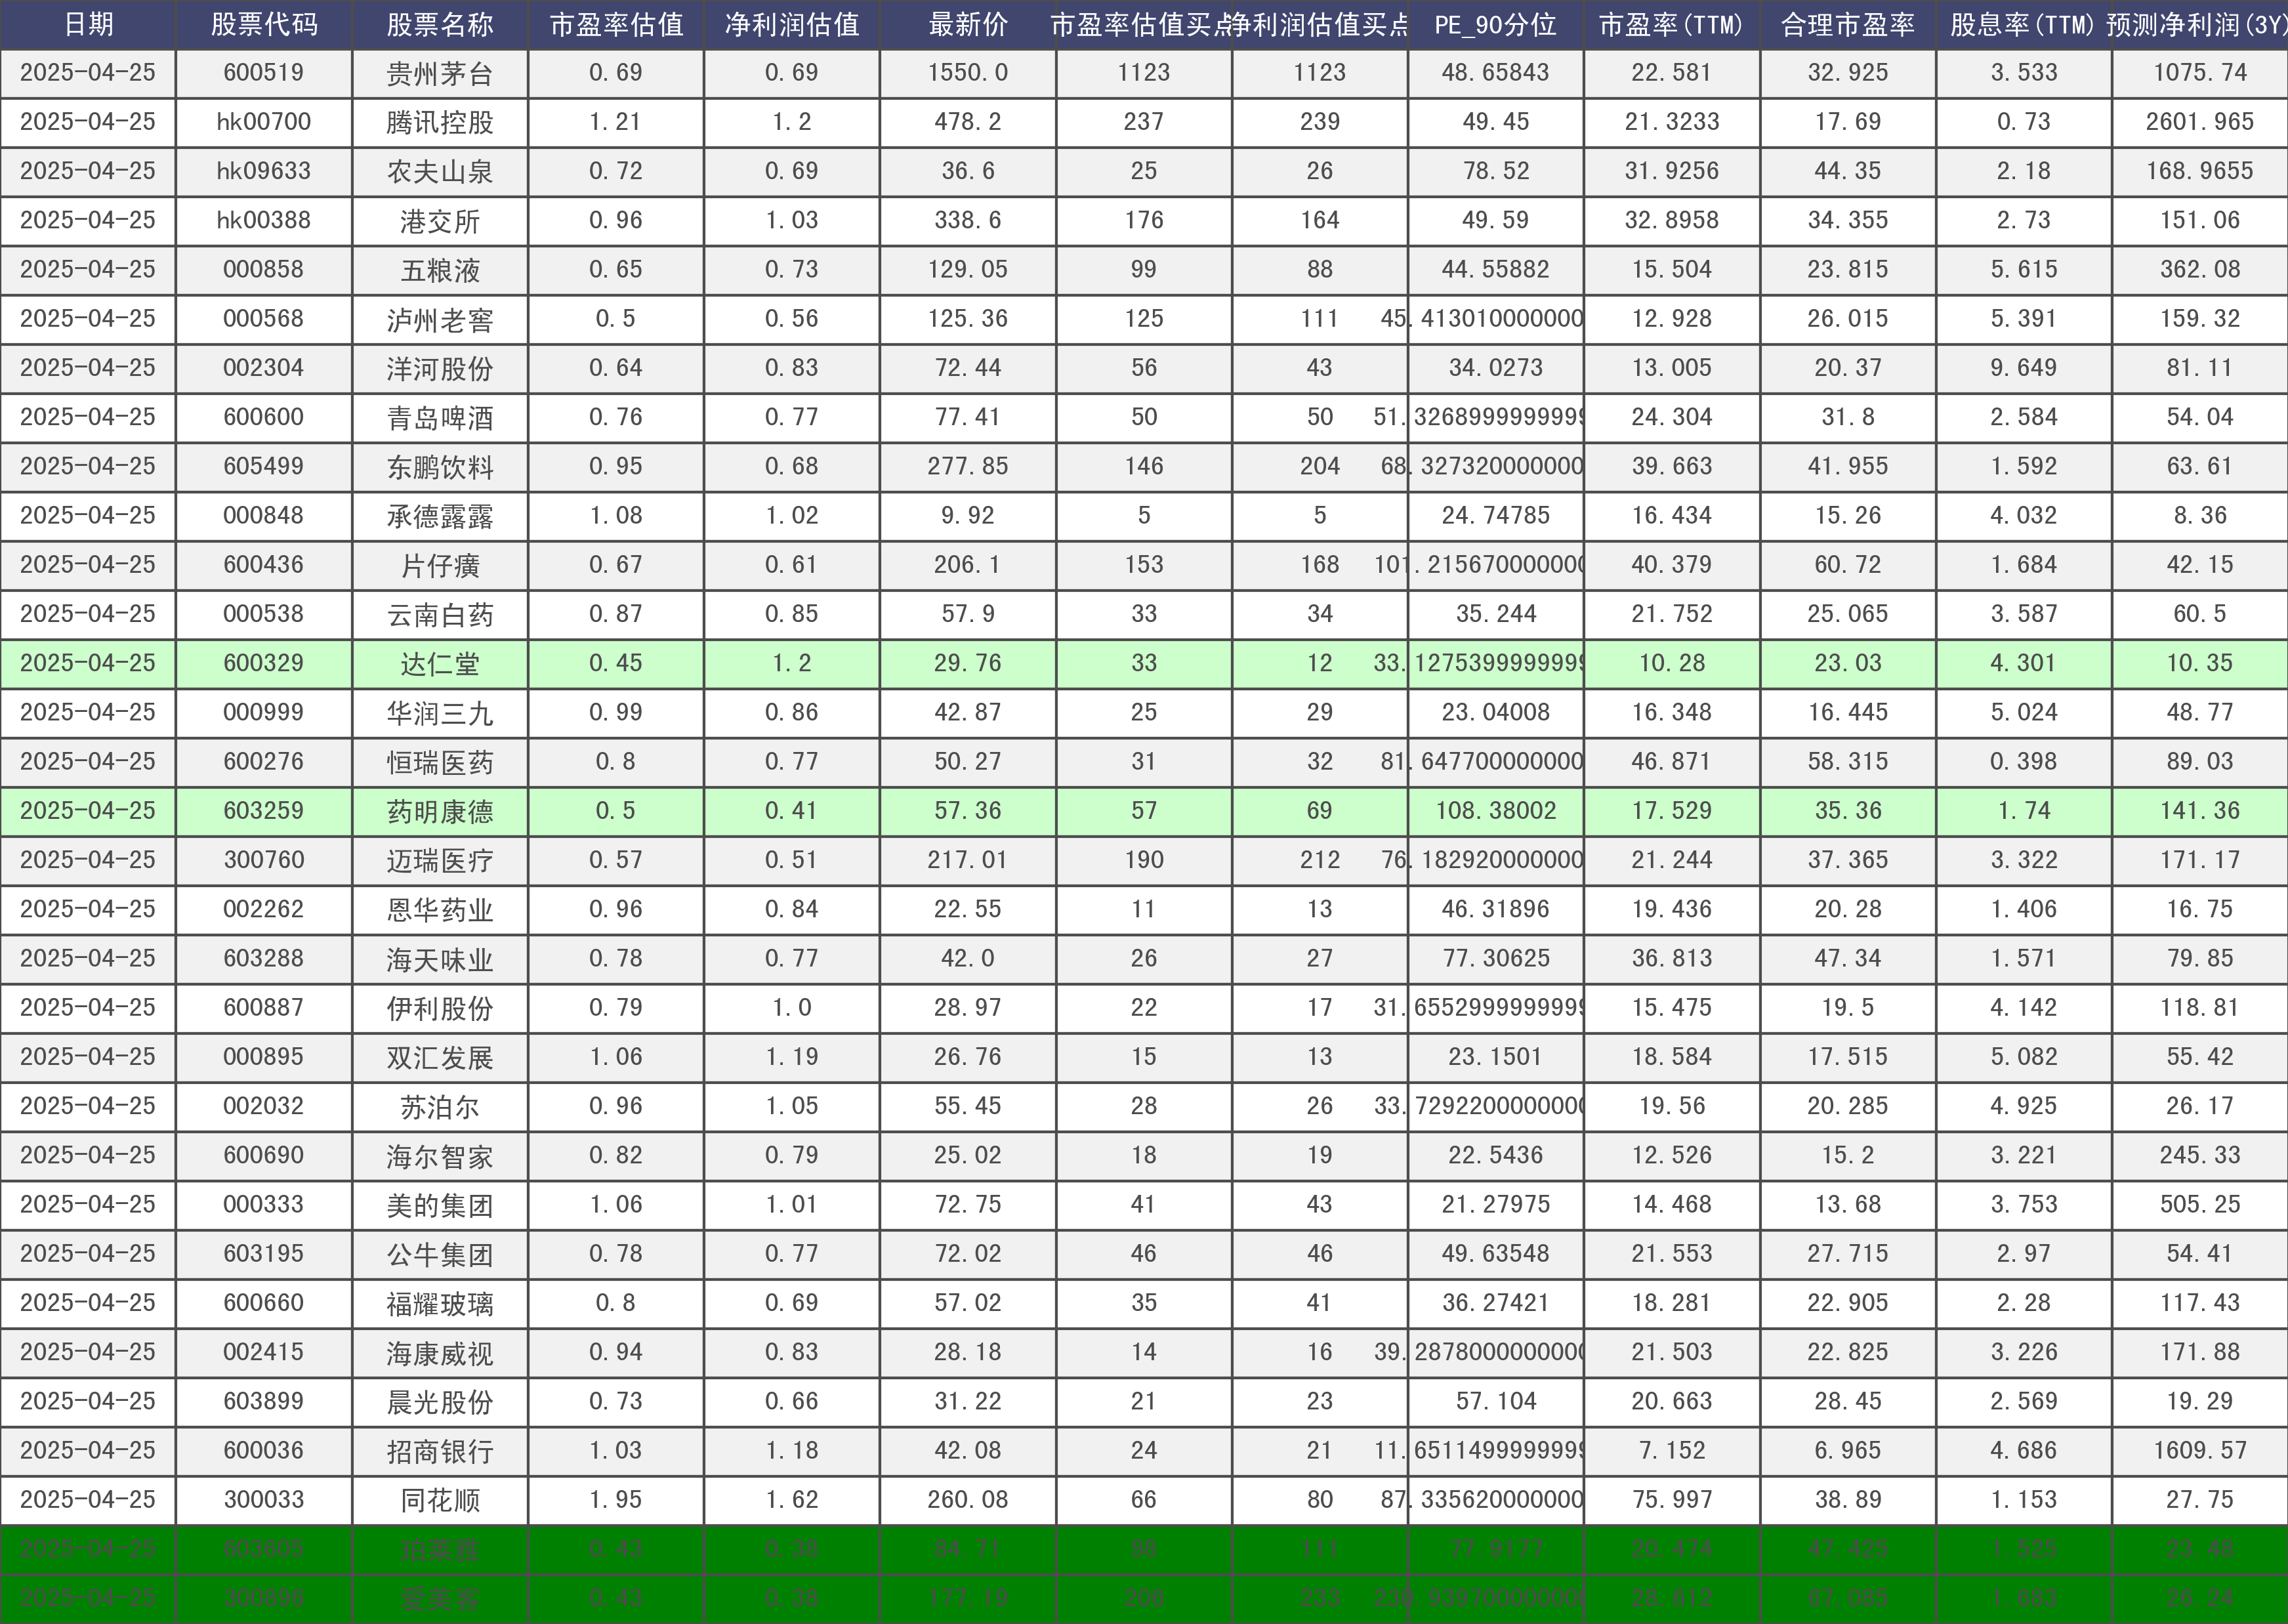 日期 股票代码 股票名称 市盈率估值 净利润估值 最新价 市盈率估值买点 净利润估值买点 PE_90分位 市盈率(TTM) 合理市盈率 股息率(TTM) 预测净利润(3Y)
2025-04-25 600519 贵州茅台 0.69 0.69 1550.0 1123 1123 48.65843 22.581 32.925 3.533 1075.74
2025-04-25 hk00700 腾讯控股 1.21 1.2 478.2 237 239 49.45 21.3233 17.69 0.73 2601.965
2025-04-25 hk09633 农夫山泉 0.72 0.69 36.6 25 26 78.52 31.9256 44.35 2.18 168.9655
2025-04-25 hk00388 港交所 0.96 1.03 338.6 176 164 49.59 32.8958 34.355 2.73 151.06
2025-04-25 000858 五粮液 0.65 0.73 129.05 99 88 44.55882 15.504 23.815 5.615 362.08
2025-04-25 000568 泸州老窖 0.5 0.56 125.36 125 111 45.413010000000 12.928 26.015 5.391 159.32
2025-04-25 002304 洋河股份 0.64 0.83 72.44 56 43 34.0273 13.005 20.37 9.649 81.11
2025-04-25 600600 青岛啤酒 0.76 0.77 77.41 50 50 51.3268999999999 24.304 31.8 2.584 54.04
2025-04-25 605499 东鹏饮料 0.95 0.68 277.85 146 204 68.327320000000 39.663 41.955 1.592 63.61
2025-04-25 000848 承德露露 1.08 1.02 9.92 5 5 24.74785 16.434 15.26 4.032 8.36
2025-04-25 600436 片仔癀 0.67 0.61 206.1 153 168 101.2156700000000 40.379 60.72 1.684 42.15
2025-04-25 000538 云南白药 0.87 0.85 57.9 33 34 35.244 21.752 25.065 3.587 60.5
2025-04-25 600329 达仁堂 0.45 1.2 29.76 33 12 33.1275399999999 10.28 23.03 4.301 10.35
2025-04-25 000999 华润三九 0.99 0.86 42.87 25 29 23.04008 16.348 16.445 5.024 48.77
2025-04-25 600276 恒瑞医药 0.8 0.77 50.27 31 32 81.647700000000 46.871 58.315 0.398 89.03
2025-04-25 603259 药明康德 0.5 0.41 57.36 57 69 108.38002 17.529 35.36 1.74 141.36
2025-04-25 300760 迈瑞医疗 0.57 0.51 217.01 190 212 76.182920000000 21.244 37.365 3.322 171.17
2025-04-25 002262 恩华药业 0.96 0.84 22.55 11 13 46.31896 19.436 20.28 1.406 16.75
2025-04-25 603288 海天味业 0.78 0.77 42.0 26 27 77.30625 36.813 47.34 1.571 79.85
2025-04-25 600887 伊利股份 0.79 1.0 28.97 22 17 31.6552999999999 15.475 19.5 4.142 118.81
2025-04-25 000895 双汇发展 1.06 1.19 26.76 15 13 23.1501 18.584 17.515 5.082 55.42
2025-04-25 002032 苏泊尔 0.96 1.05 55.45 28 26 33.7292200000000 19.56 20.285 4.925 26.17
2025-04-25 600690 海尔智家 0.82 0.79 25.02 18 19 22.5436 12.526 15.2 3.221 245.33
2025-04-25 000333 美的集团 1.06 1.01 72.75 41 43 21.27975 14.468 13.68 3.753 505.25
2025-04-25 603195 公牛集团 0.78 0.77 72.02 46 46 49.63548 21.553 27.715 2.97 54.41
2025-04-25 600660 福耀玻璃 0.8 0.69 57.02 35 41 36.27421 18.281 22.905 2.28 117.43
2025-04-25 002415 海康威视 0.94 0.83 28.18 14 16 39.2878000000000 21.503 22.825 3.226 171.88
2025-04-25 603899 晨光股份 0.73 0.66 31.22 21 23 57.104 20.663 28.45 2.569 19.29
2025-04-25 600036 招商银行 1.03 1.18 42.08 24 21 11.6511499999999 7.152 6.965 4.686 1609.57
2025-04-25 300033 同花顺 1.95 1.62 260.08 66 80 87.335620000000 75.997 38.89 1.153 27.75
2025-04-25 603605 珀莱雅 0.43 0.38 84.71 98 111 77.9177 20.474 47.425 1.525 23.48
2025-04-25 300896 爱美客 0.43 0.38 177.19 206 233 230.9397000000000 28.612 67.085 1.883 26.24